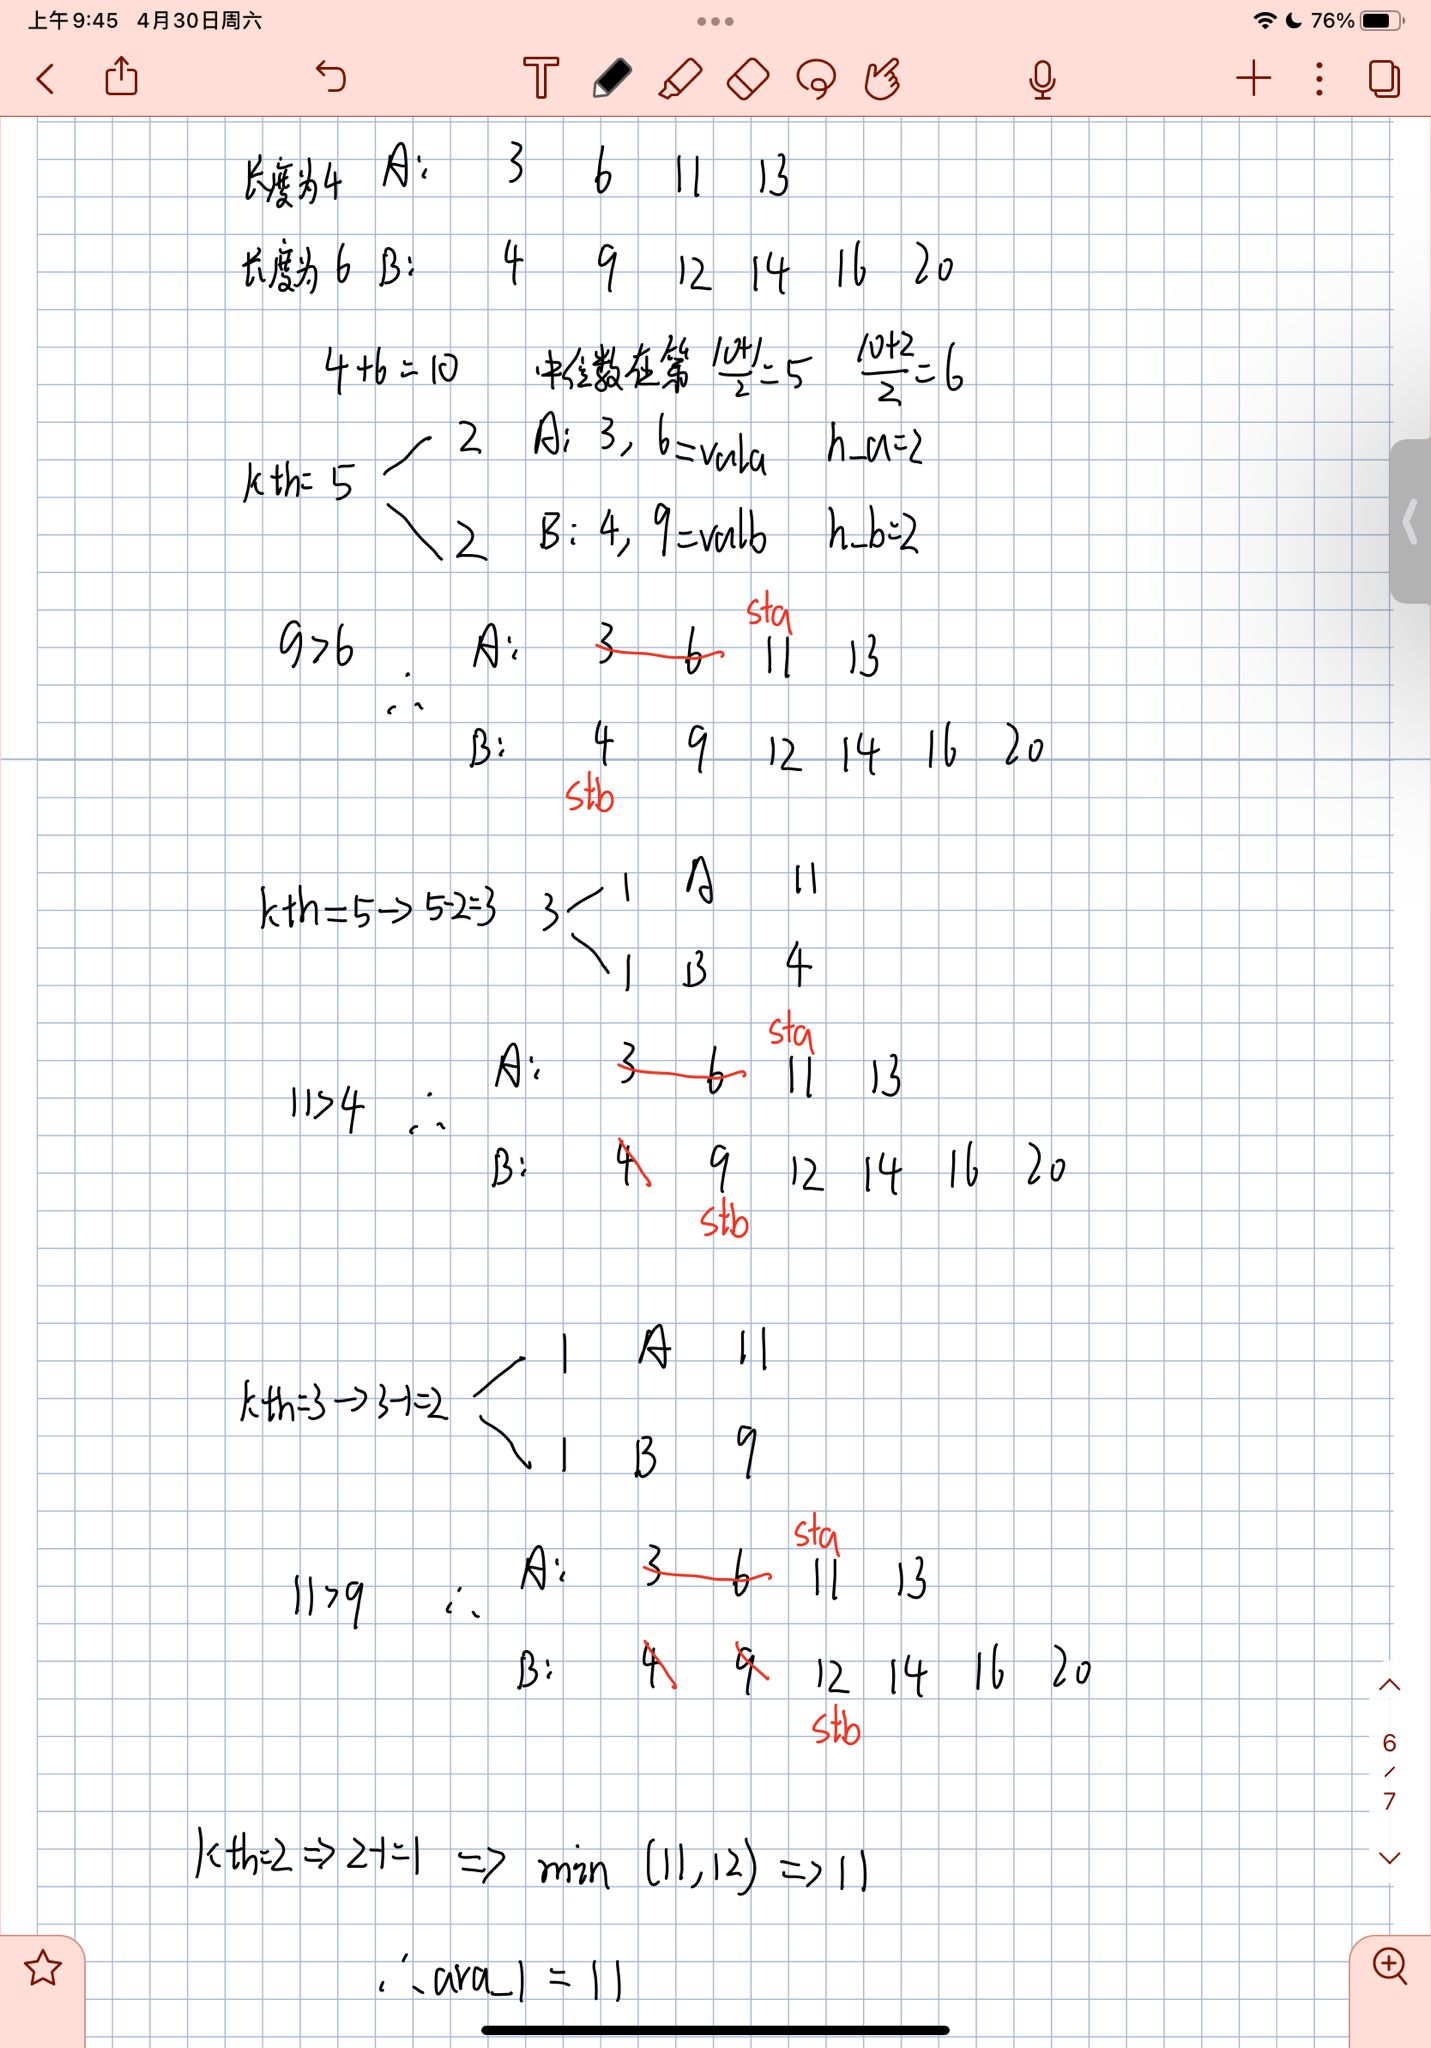 上午9:45 4月30日周六 76%
长度为4 A: 3 6 11 13
长度为6 B: 4 9 12 14 16 20
4+6=10 中位数在第 (10+1)/2=5 (10+2)/2=6
2 A: 3, 6=vala h_a=2
kth=5
2 B: 4, 9=valb h_b=2
sta
9>6 ∴ A: 3 6 11 13
B: 4 9 12 14 16 20
stb
1 A 11
kth=5→5-2=3 3
1 B 4
sta
A: 3 6 11 13
11>4 ∴
B: 4 9 12 14 16 20
stb
1 A 11
kth=3→3-1=2
1 B 9
sta
A: 3 6 11 13
11>9 ∴
B: 4 9 12 14 16 20
stb
6
/
7
kth=2⇒2-1=1 ⇒ min (11,12)⇒11
∴ara_1=11